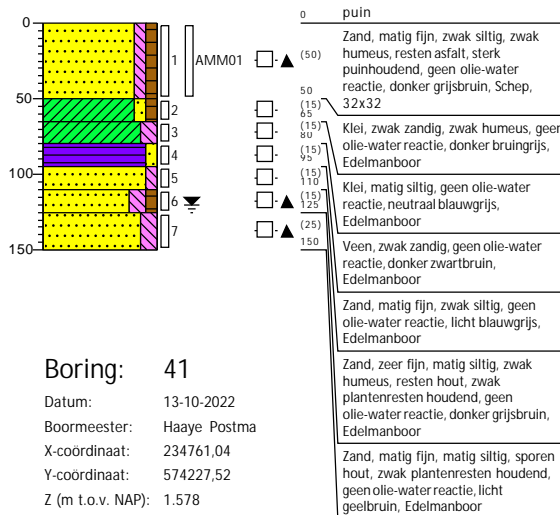 0
50
100
150
1
2
3
4
5
6
7
AMM01
0
(50)
50
(15)
65
(15)
80
(15)
95
(15)
110
(15)
125
(25)
150
puin
Zand, matig fijn, zwak siltig, zwak
humeus, resten asfalt, sterk
puinhoudend, geen olie-water
reactie, donker grijsbruin, Schep,
32x32
Klei, zwak zandig, zwak humeus, geen
olie-water reactie, donker bruingrijs,
Edelmanboor
Klei, matig siltig, geen olie-water
reactie, neutraal blauwgrijs,
Edelmanboor
Veen, zwak zandig, geen olie-water
reactie, donker zwartbruin,
Edelmanboor
Zand, matig fijn, zwak siltig, geen
olie-water reactie, licht blauwgrijs,
Edelmanboor
Zand, zeer fijn, matig siltig, zwak
humeus, resten hout, zwak
plantenresten houdend, geen
olie-water reactie, donker grijsbruin,
Edelmanboor
Zand, matig fijn, matig siltig, sporen
hout, zwak plantenresten houdend,
geen olie-water reactie, licht
geelbruin, Edelmanboor
Boring: 41
Datum: 13-10-2022
Boormeester: Haaye Postma
X-coördinaat: 234761,04
Y-coördinaat: 574227,52
Z (m t.o.v. NAP): 1.578